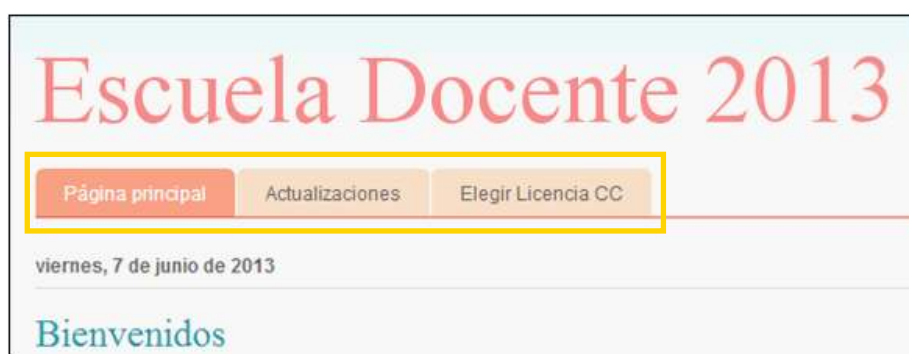 Escuela Docente 2013
Página principal Actualizaciones Elegir Licencia CC
viernes, 7 de junio de 2013
Bienvenidos